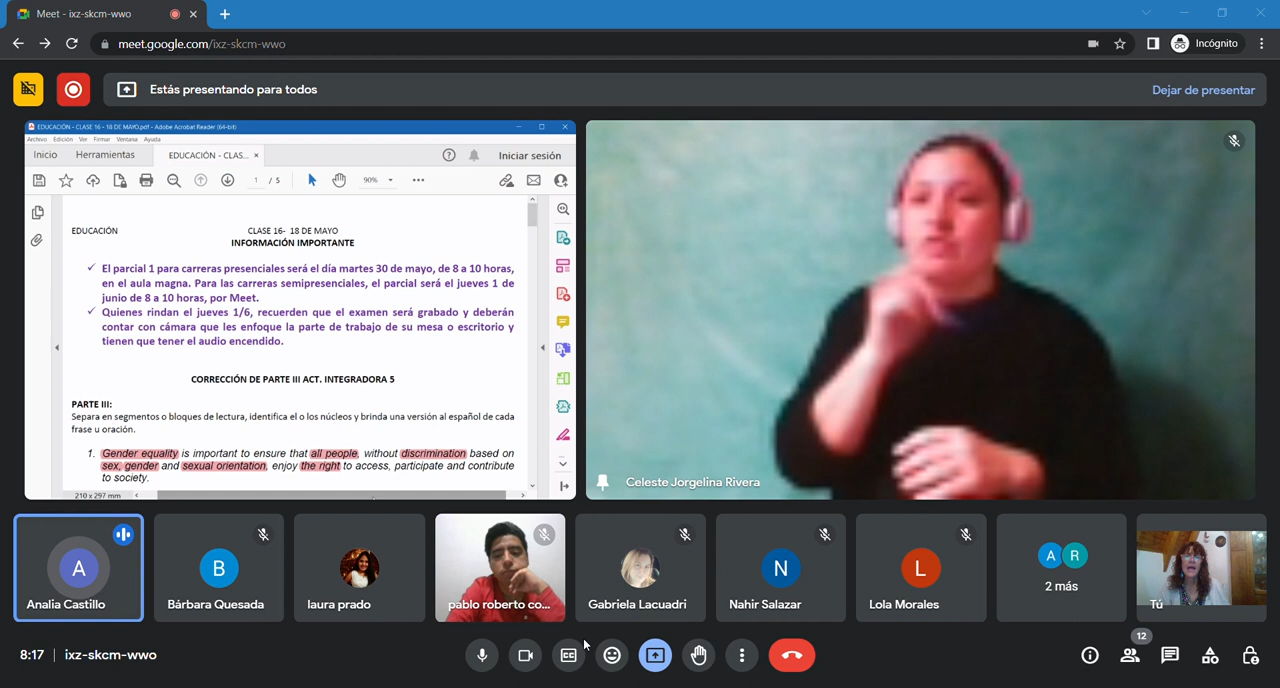 Meet - ixz-skcm-wwo
meet.google.com/ixz-skcm-wwo
Incógnito
Estás presentando para todos
Dejar de presentar
EDUCACIÓN - CLASE 16 - 18 DE MAYO.pdf - Adobe Acrobat Reader (64-bit)
Archivo Edición Ver Firmar Ventana Ayuda
Inicio Herramientas EDUCACIÓN - CLAS... Iniciar sesión
1 / 5 90%
EDUCACIÓN CLASE 16- 18 DE MAYO
INFORMACIÓN IMPORTANTE
✓ El parcial 1 para carreras presenciales será el día martes 30 de mayo, de 8 a 10 horas,
en el aula magna. Para las carreras semipresenciales, el parcial será el jueves 1 de
junio de 8 a 10 horas, por Meet.
✓ Quienes rindan el jueves 1/6, recuerden que el examen será grabado y deberán
contar con cámara que les enfoque la parte de trabajo de su mesa o escritorio y
tienen que tener el audio encendido.
CORRECCIÓN DE PARTE III ACT. INTEGRADORA 5
PARTE III:
Separa en segmentos o bloques de lectura, identifica el o los núcleos y brinda una versión al español de cada
frase u oración.
1. Gender equality is important to ensure that all people, without discrimination based on
sex, gender and sexual orientation, enjoy the right to access, participate and contribute
to society.
210 x 297 mm
Celeste Jorgelina Rivera
A
Analia Castillo
B
Bárbara Quesada
laura prado
pablo roberto co...
Gabriela Lacuadri
N
Nahir Salazar
L
Lola Morales
A R
2 más
Tú
8:17 | ixz-skcm-wwo
12